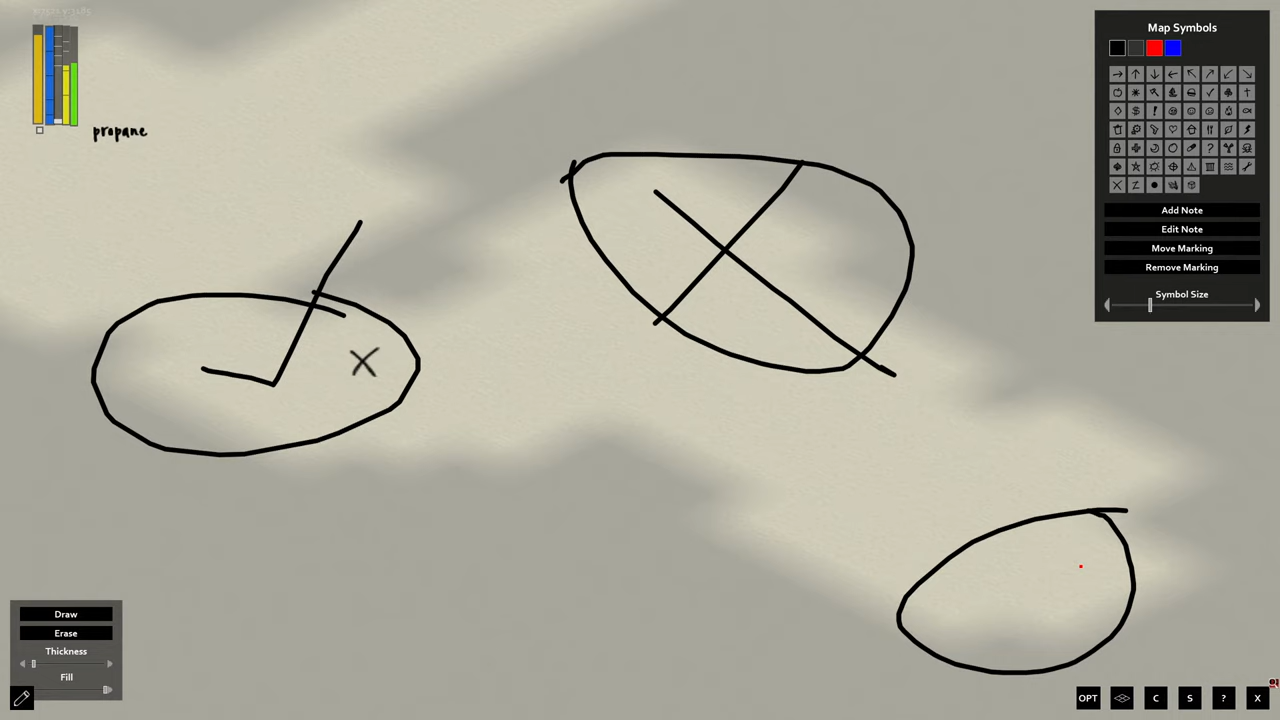 propane
Map Symbols
Add Note
Edit Note
Move Marking
Remove Marking
Symbol Size
Draw
Erase
Thickness
Fill
OPT
C
S
?
X